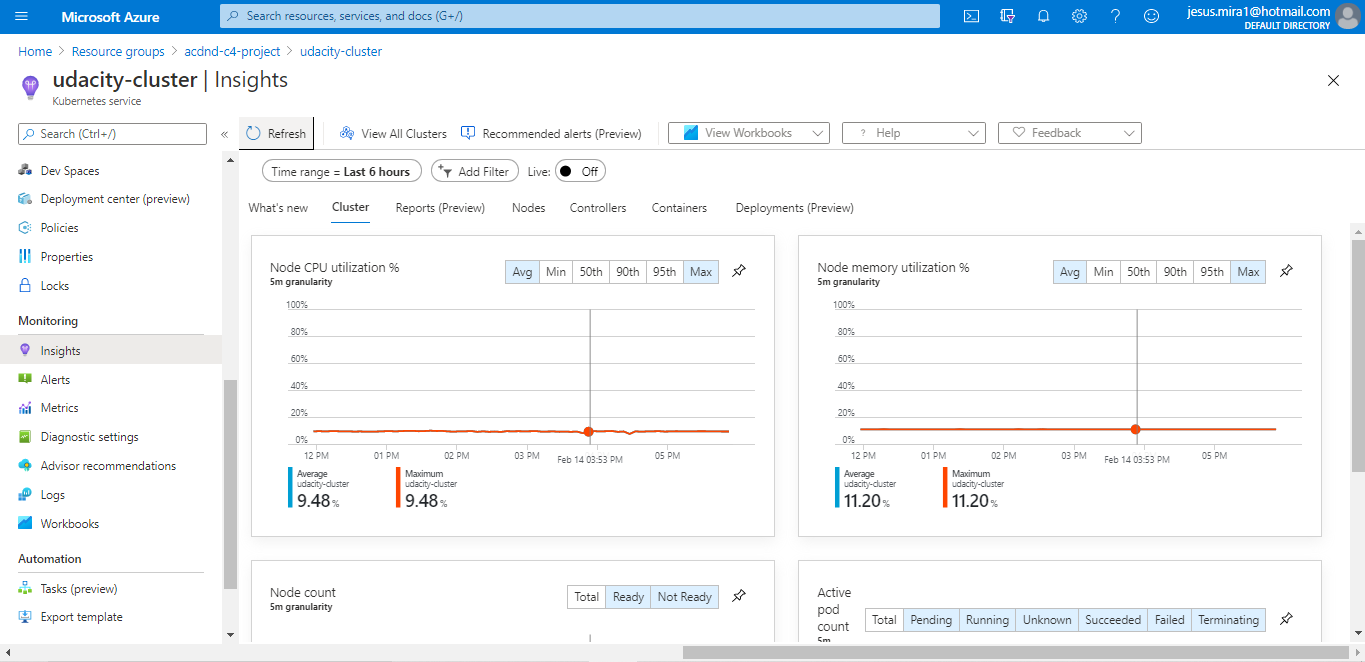 Microsoft Azure
Search resources, services, and docs (G+/)
jesus.mira1@hotmail.com
DEFAULT DIRECTORY
Home > Resource groups > acdnd-c4-project > udacity-cluster
udacity-cluster | Insights
Kubernetes service
Search (Ctrl+/)
«
Refresh
View All Clusters
Recommended alerts (Preview)
View Workbooks
? Help
Feedback
Time range = Last 6 hours
Add Filter
Live: Off
What's new
Cluster
Reports (Preview)
Nodes
Controllers
Containers
Deployments (Preview)
Dev Spaces
Deployment center (preview)
Policies
Properties
Locks
Monitoring
Insights
Alerts
Metrics
Diagnostic settings
Advisor recommendations
Logs
Workbooks
Automation
Tasks (preview)
Export template
Node CPU utilization %
5m granularity
Avg Min 50th 90th 95th Max
100%
80%
60%
40%
20%
0%
12 PM 01 PM 02 PM 03 PM Feb 14 03:53 PM 05 PM
Average
udacity-cluster
9.48 %
Maximum
udacity-cluster
9.48 %
Node memory utilization %
5m granularity
Avg Min 50th 90th 95th Max
100%
80%
60%
40%
20%
0%
12 PM 01 PM 02 PM 03 PM Feb 14 03:53 PM 05 PM
Average
udacity-cluster
11.20 %
Maximum
udacity-cluster
11.20 %
Node count
5m granularity
Total Ready Not Ready
Active
pod
count
5m
Total Pending Running Unknown Succeeded Failed Terminating